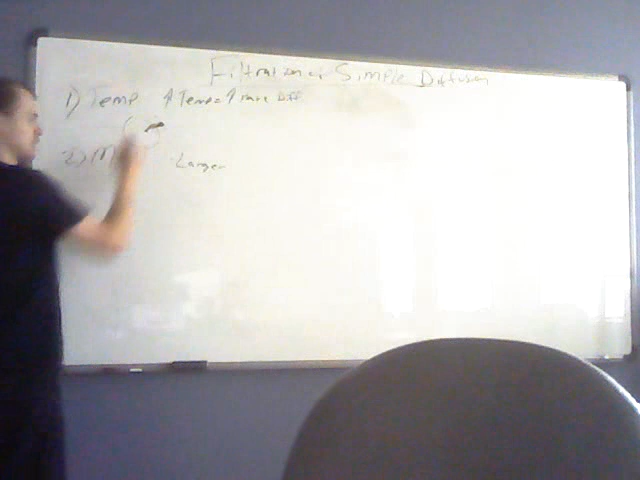 Filtration & Simple Diffusion
1) Temp ↑Temp=↑rate Diff
2) M Larger